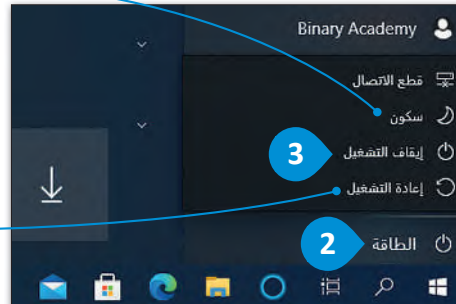 Binary Academy
قطع الاتصال
سكون
3 إيقاف التشغيل
إعادة التشغيل
2 الطاقة